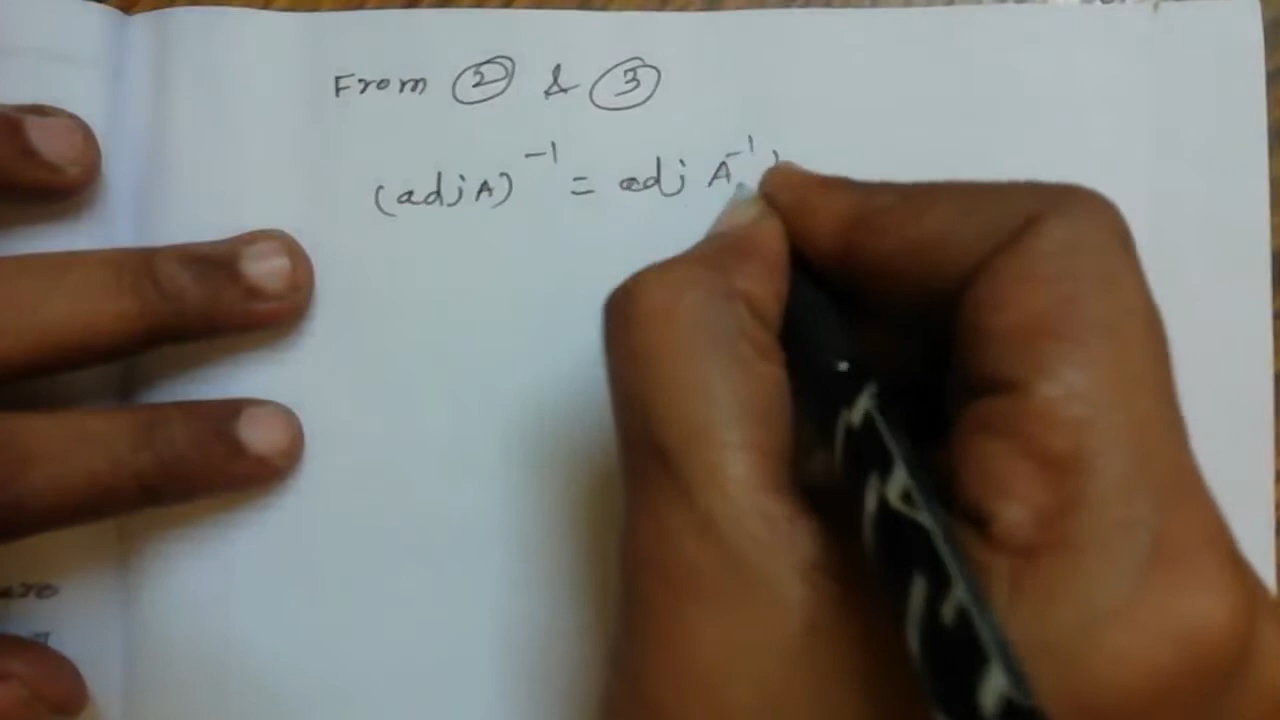 From ② & ③
(adj A)⁻¹ = adj A⁻¹)